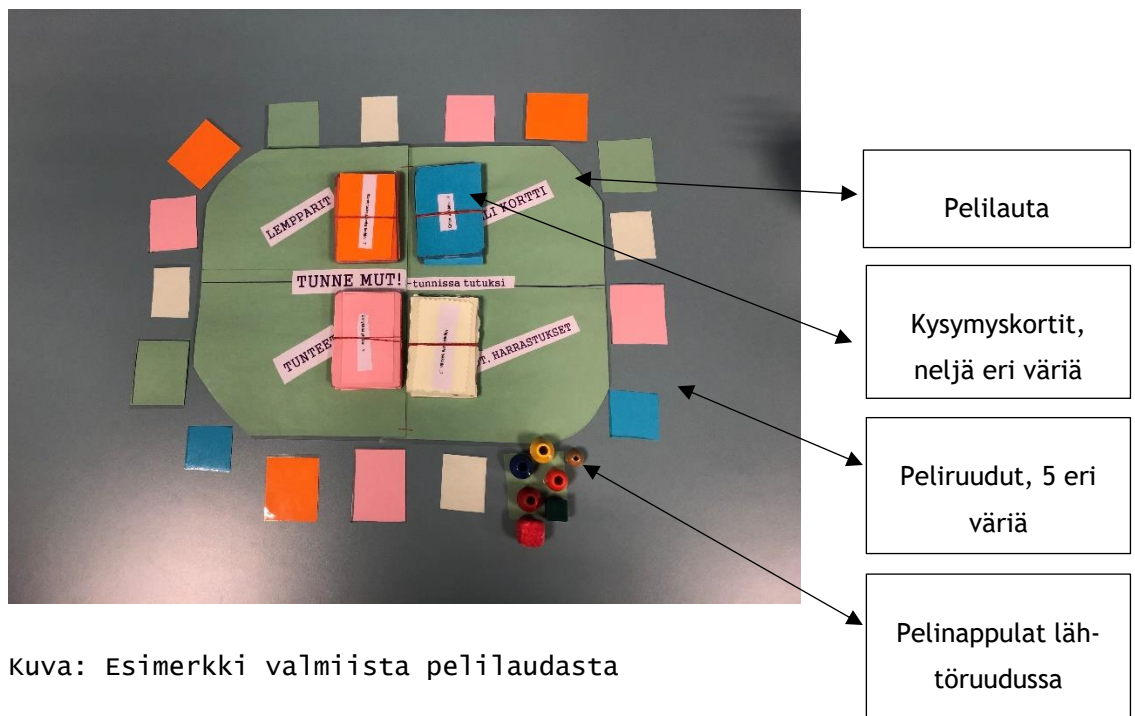 LEMPPARIT
LI KORTTI
TUNNE MUT! -tunnissa tutuksi
TUNTEET
T, HARRASTUKSET
Pelilauta
Kysymyskortit,
neljä eri väriä
Peliruudut, 5 eri
väriä
Pelinappulat läh-
töruudussa
Kuva: Esimerkki valmiista pelilaudasta